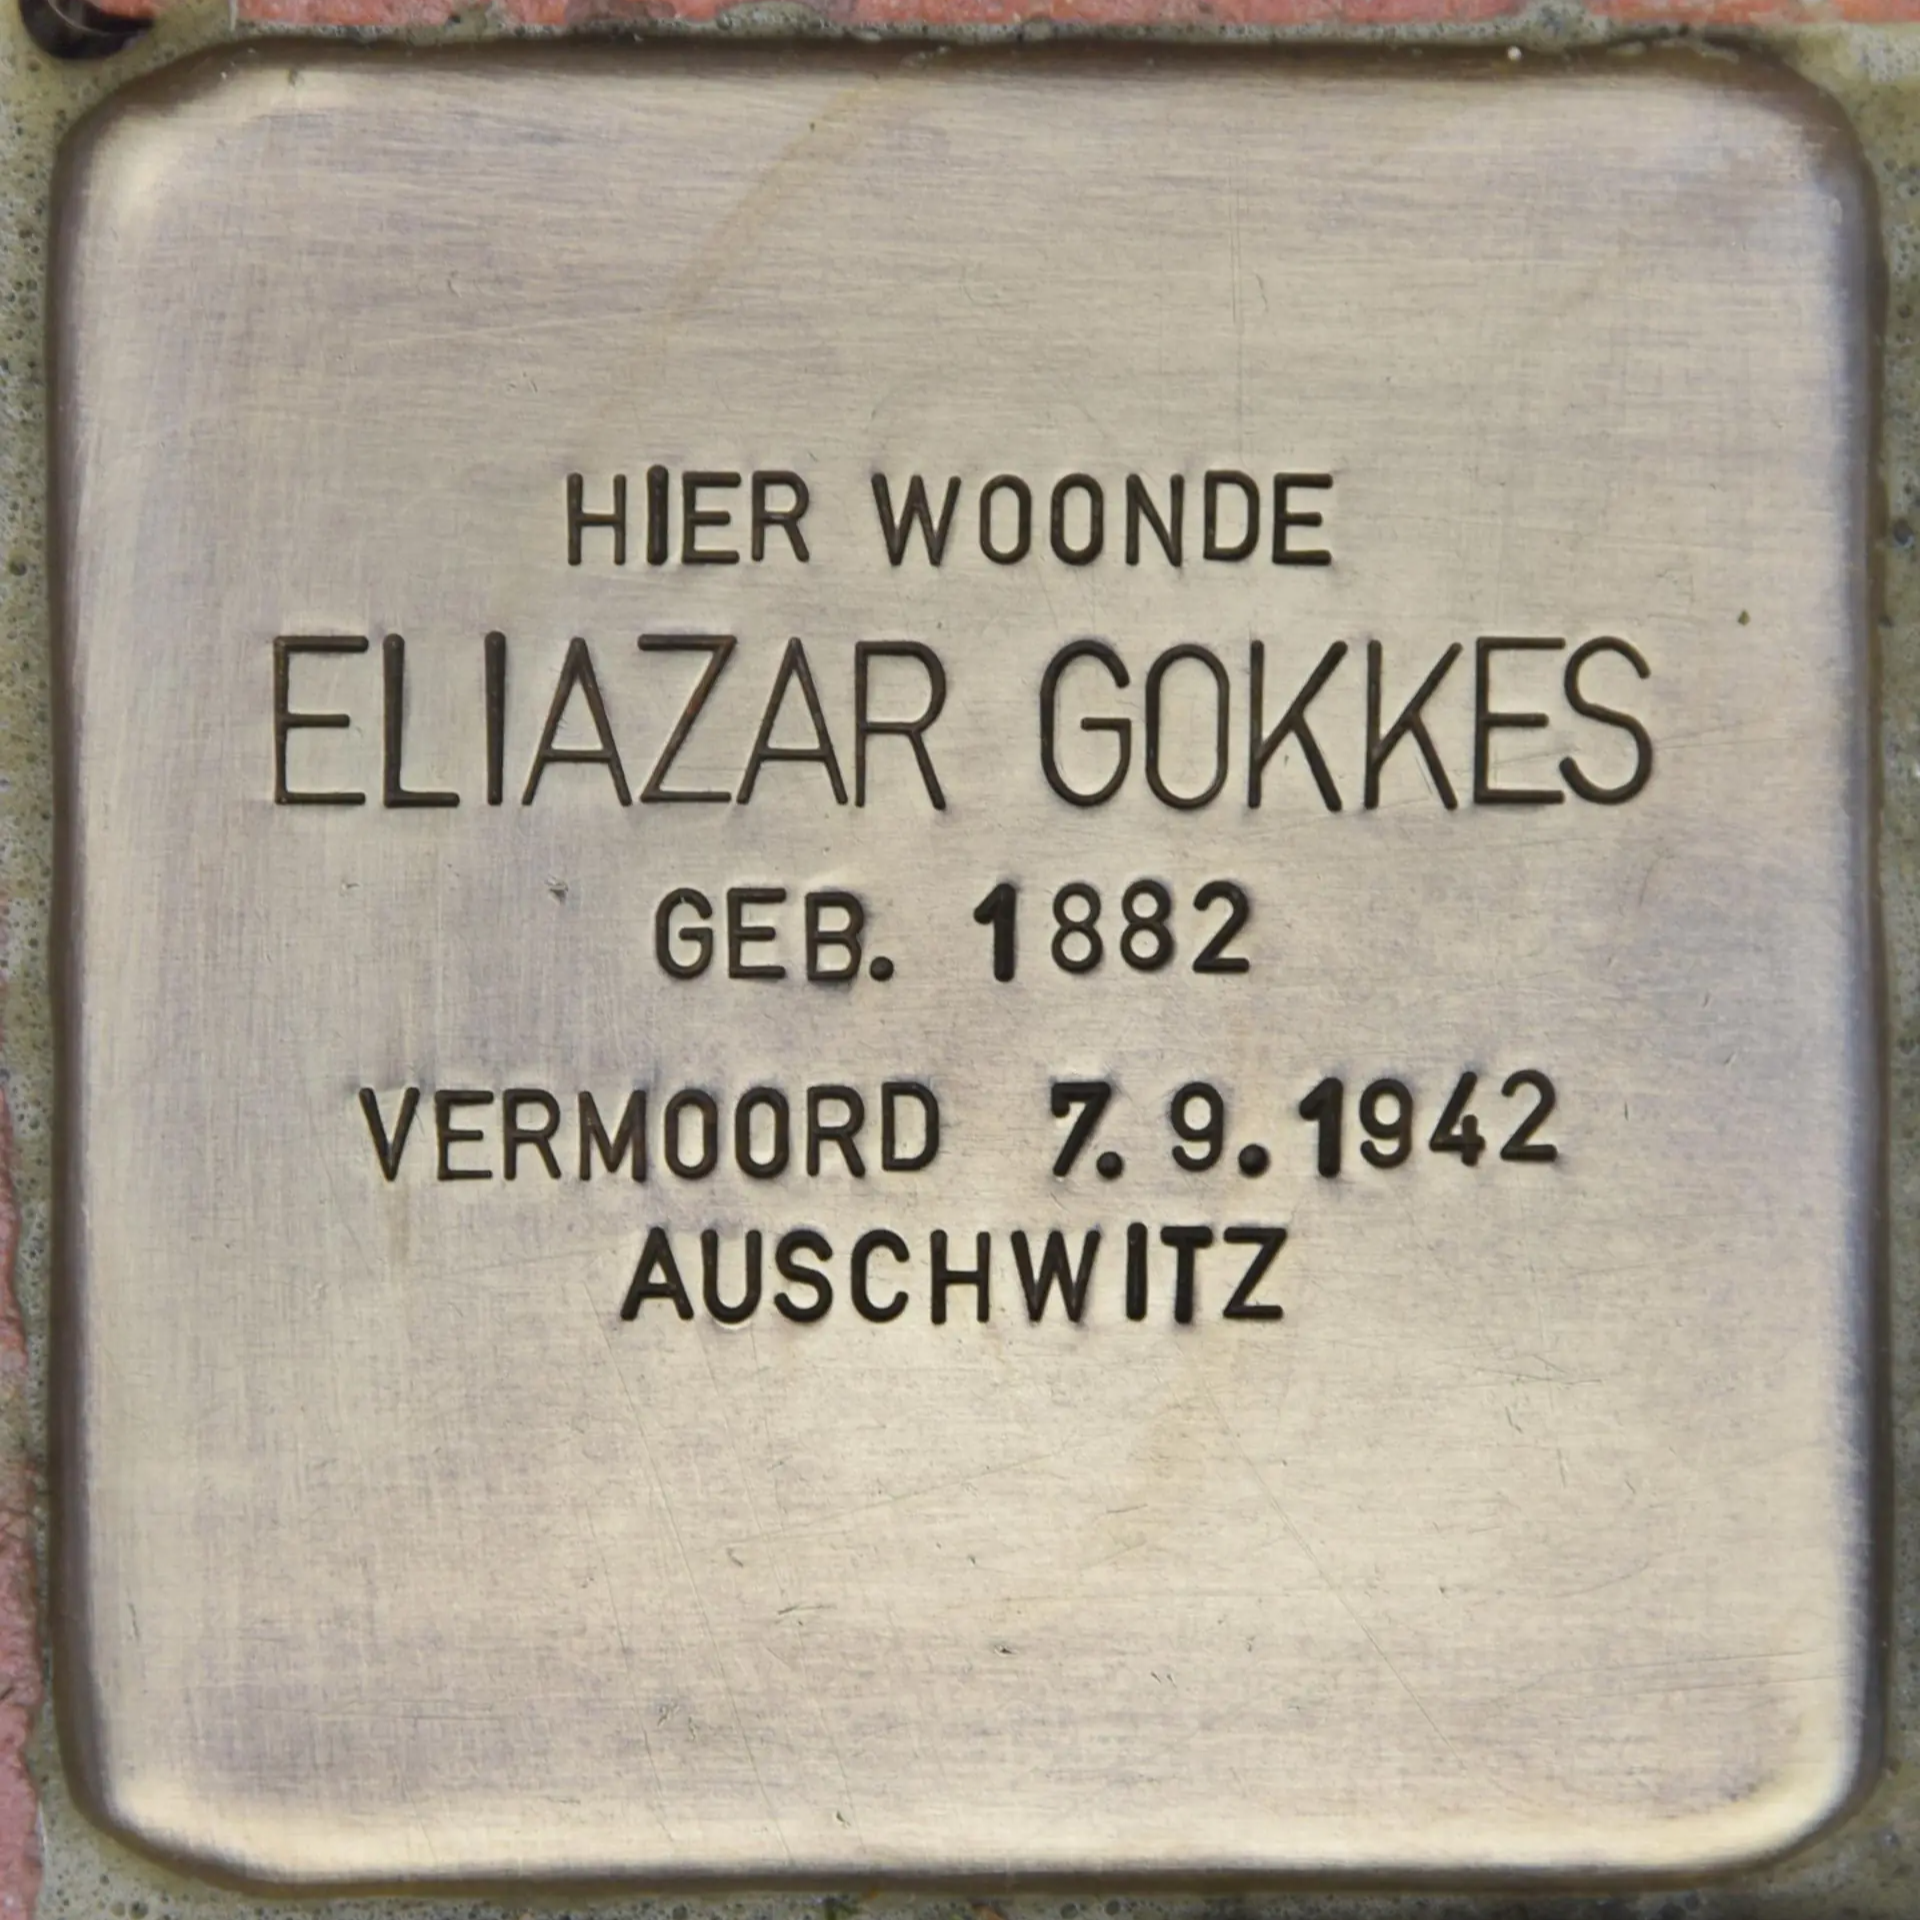 HIER WOONDE
ELIAZAR GOKKES
GEB. 1882
VERMOORD 7.9.1942
AUSCHWITZ